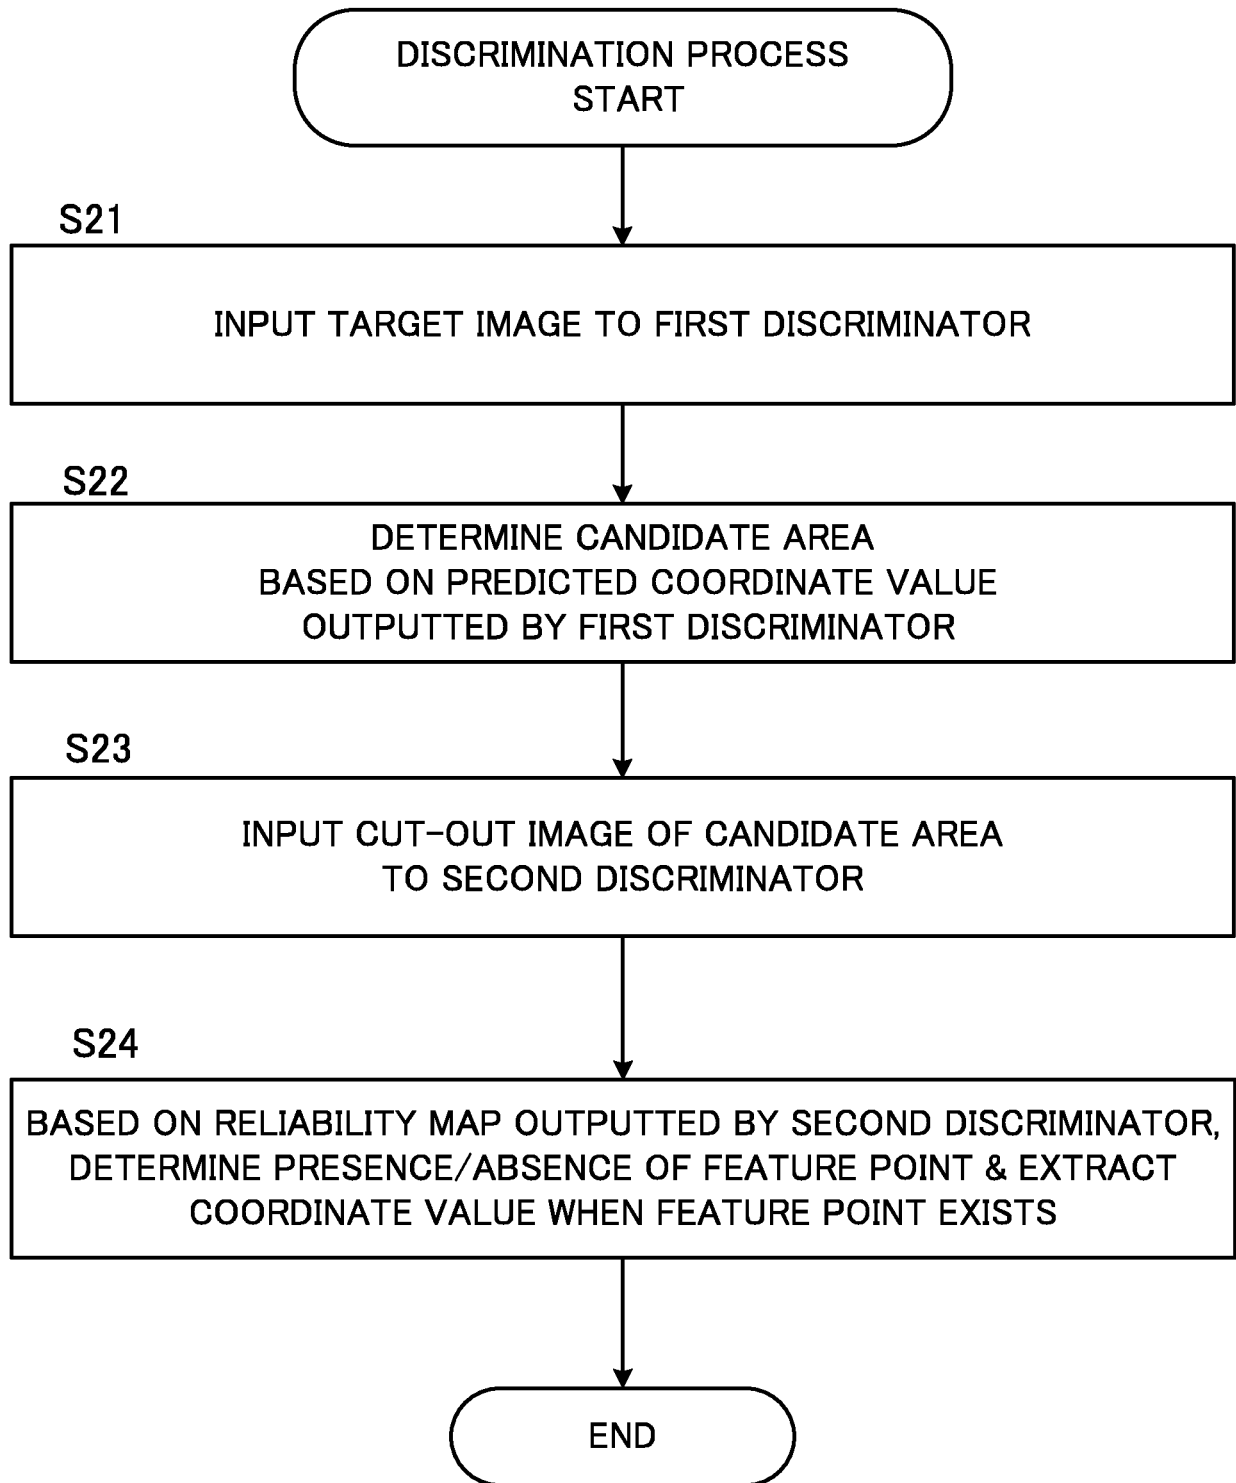 DISCRIMINATION PROCESS
START
S21
INPUT TARGET IMAGE TO FIRST DISCRIMINATOR
S22
DETERMINE CANDIDATE AREA
BASED ON PREDICTED COORDINATE VALUE
OUTPUTTED BY FIRST DISCRIMINATOR
S23
INPUT CUT-OUT IMAGE OF CANDIDATE AREA
TO SECOND DISCRIMINATOR
S24
BASED ON RELIABILITY MAP OUTPUTTED BY SECOND DISCRIMINATOR,
DETERMINE PRESENCE/ABSENCE OF FEATURE POINT & EXTRACT
COORDINATE VALUE WHEN FEATURE POINT EXISTS
END